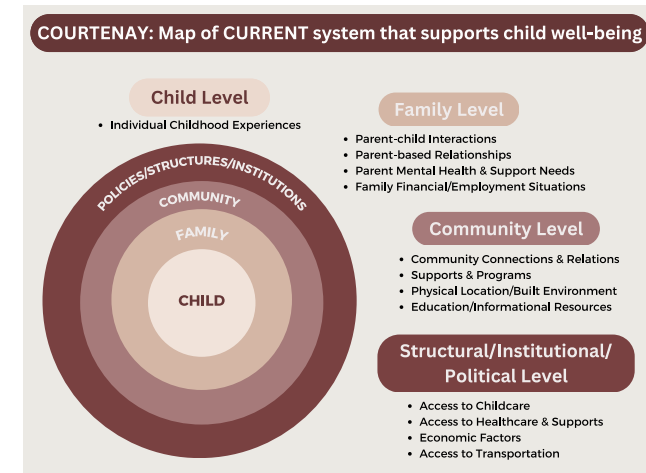 COURTENAY: Map of CURRENT system that supports child well-being
Child Level
• Individual Childhood Experiences
Family Level
• Parent-child Interactions
• Parent-based Relationships
• Parent Mental Health & Support Needs
• Family Financial/Employment Situations
POLICIES/STRUCTURES/INSTITUTIONS
COMMUNITY
FAMILY
CHILD
Community Level
• Community Connections & Relations
• Supports & Programs
• Physical Location/Built Environment
• Education/Informational Resources
Structural/Institutional/
Political Level
• Access to Childcare
• Access to Healthcare & Supports
• Economic Factors
• Access to Transportation